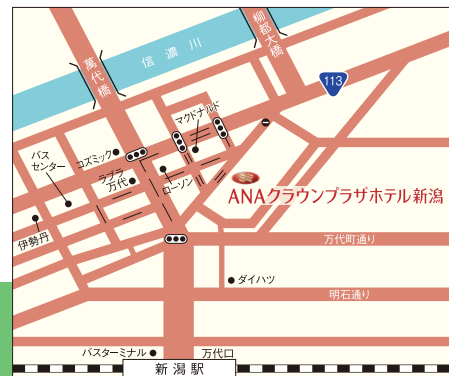 萬代橋
信濃川
柳都大橋
113
マクドナルド
コズミック
バス
センター
ラブラ
万代
ローソン
ANAクラウンプラザホテル新潟
伊勢丹
万代町通り
ダイハツ
明石通り
バスターミナル
万代口
新潟駅